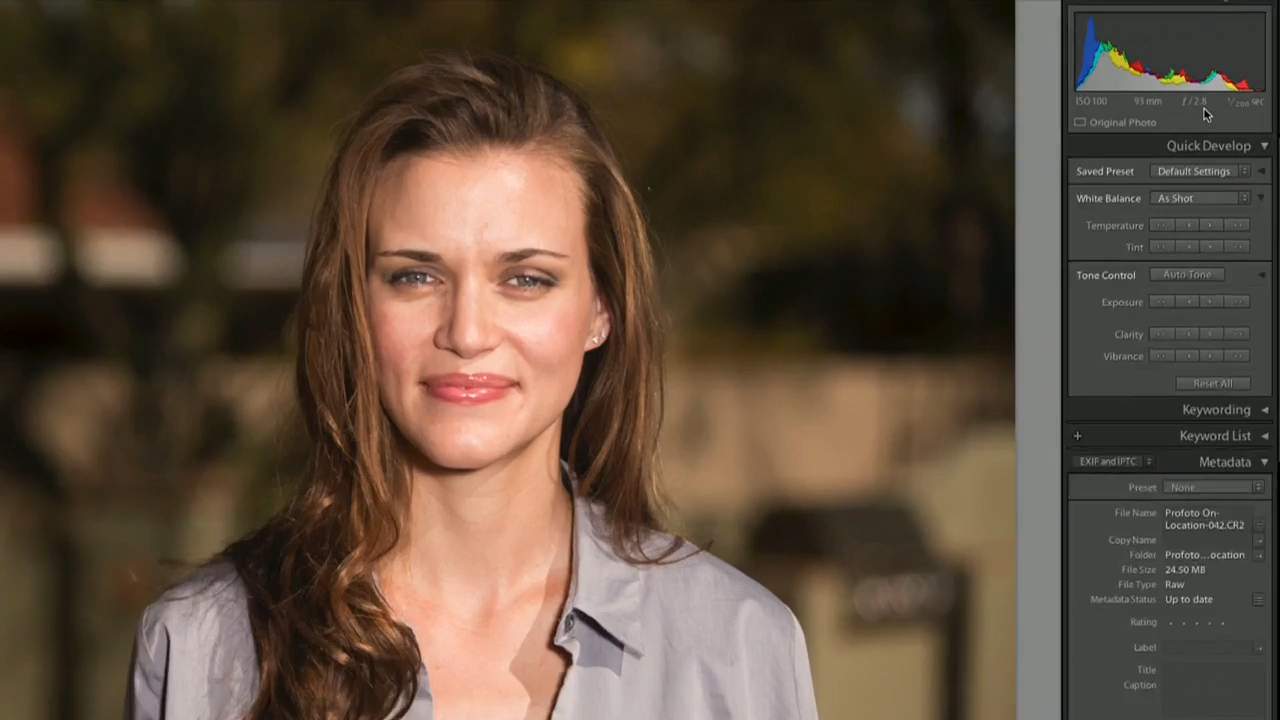 ISO 100 93 mm ƒ / 2.8 1/200 sec
Original Photo
Quick Develop
Saved Preset Default Settings
White Balance As Shot
Temperature
Tint
Tone Control Auto Tone
Exposure
Clarity
Vibrance
Reset All
Keywording
+ Keyword List
EXIF and IPTC Metadata
Preset None
File Name Profoto On-
Location-042.CR2
Copy Name
Folder Profoto...ocation
File Size 24.50 MB
File Type Raw
Metadata Status Up to date
Rating . . . . .
Label
Title
Caption